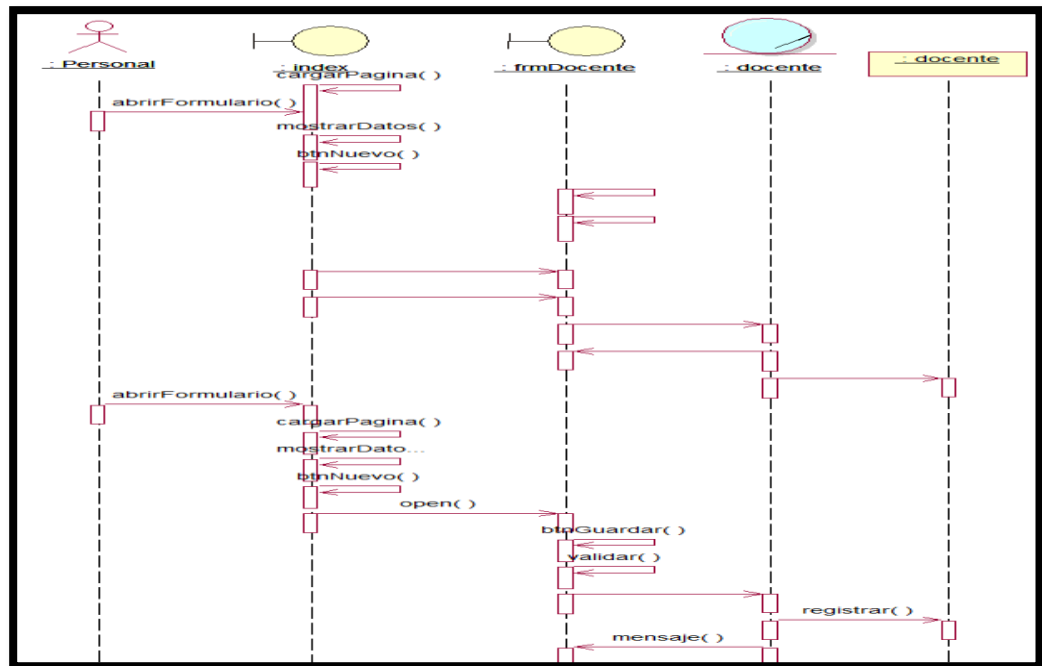 : Personal
: index
: frmDocente
: docente
: docente
cargarPagina( )
abrirFormulario( )
mostrarDatos( )
btnNuevo( )
abrirFormulario( )
cargarPagina( )
mostrarDato...
btnNuevo( )
open( )
btnGuardar( )
validar( )
registrar( )
mensaje( )